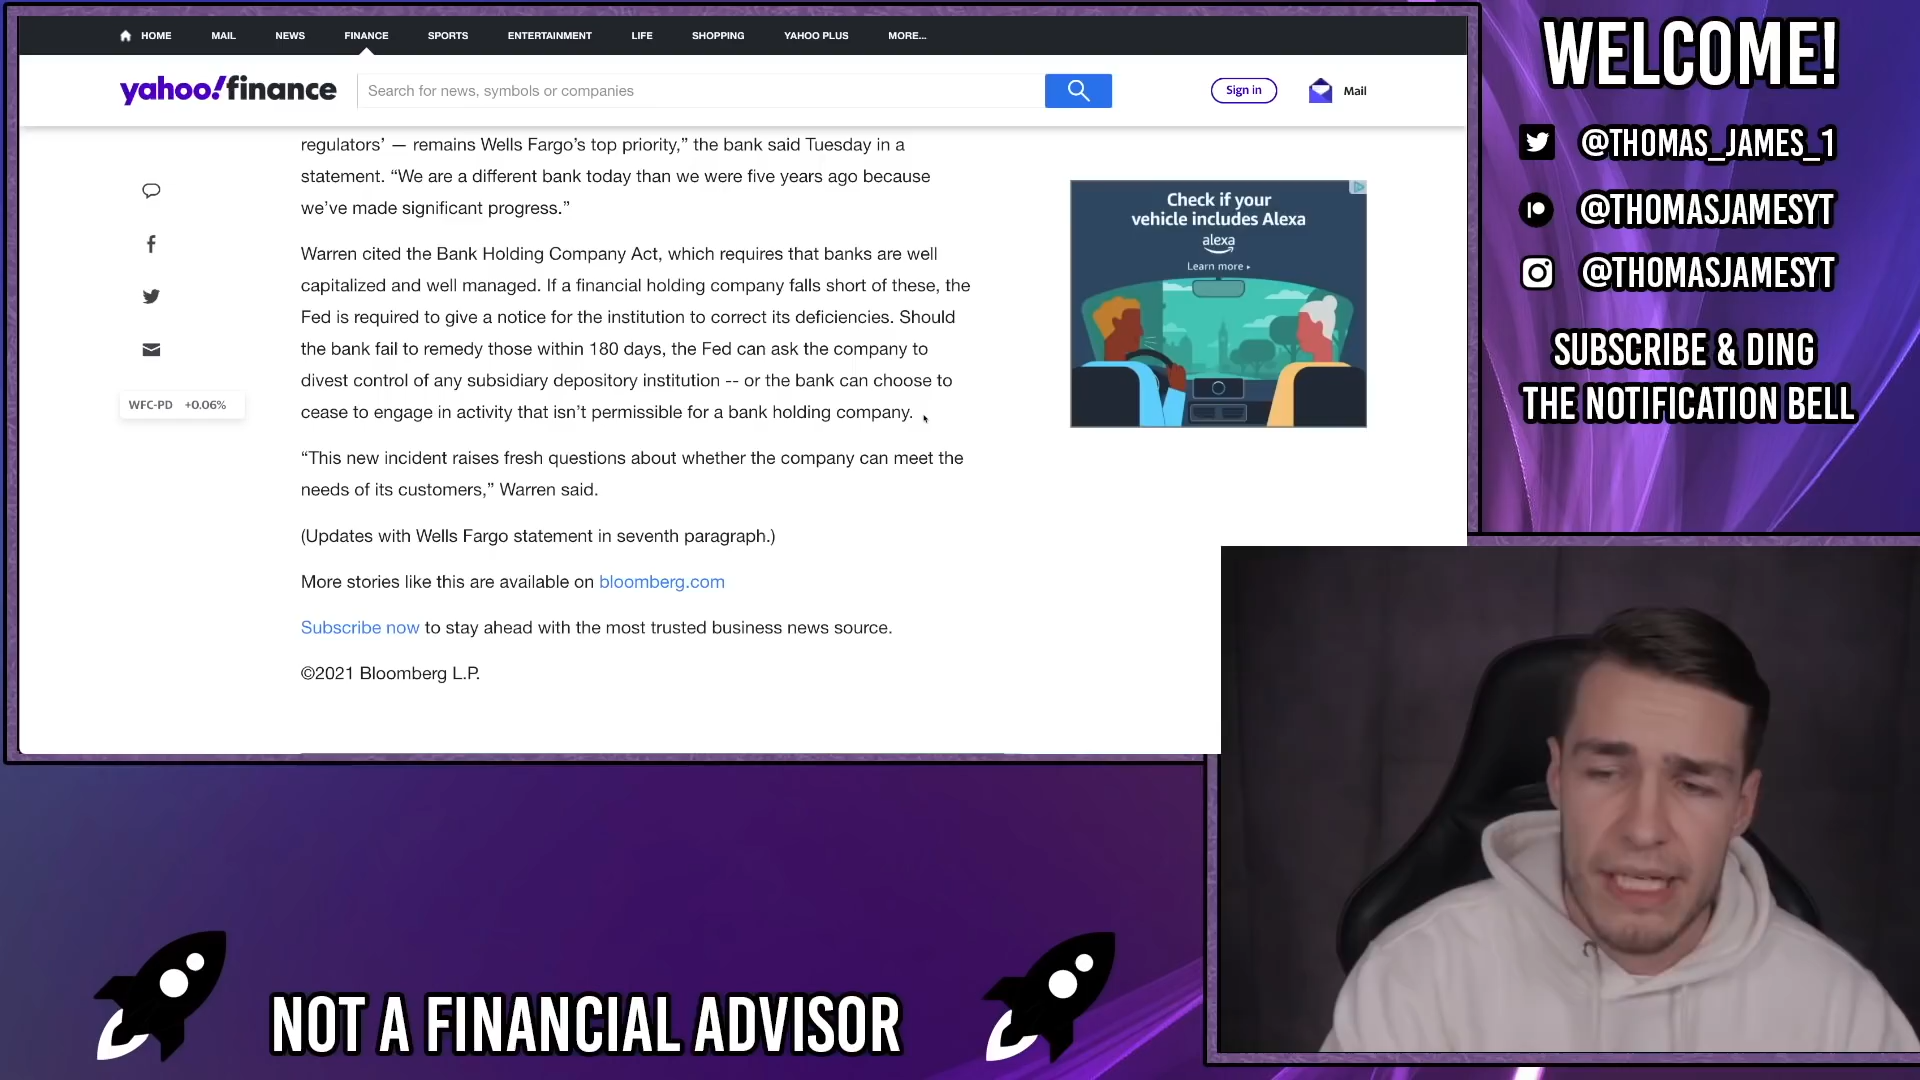 HOME MAIL NEWS FINANCE SPORTS ENTERTAINMENT LIFE SHOPPING YAHOO PLUS MORE...
yahoo!finance
Search for news, symbols or companies
Sign in
Mail
regulators’ — remains Wells Fargo’s top priority,” the bank said Tuesday in a
statement. “We are a different bank today than we were five years ago because
we’ve made significant progress.”
Warren cited the Bank Holding Company Act, which requires that banks are well
capitalized and well managed. If a financial holding company falls short of these, the
Fed is required to give a notice for the institution to correct its deficiencies. Should
the bank fail to remedy those within 180 days, the Fed can ask the company to
divest control of any subsidiary depository institution -- or the bank can choose to
cease to engage in activity that isn’t permissible for a bank holding company.
“This new incident raises fresh questions about whether the company can meet the
needs of its customers,” Warren said.
(Updates with Wells Fargo statement in seventh paragraph.)
More stories like this are available on bloomberg.com
Subscribe now to stay ahead with the most trusted business news source.
©2021 Bloomberg L.P.
WFC-PD +0.06%
Check if your
vehicle includes Alexa
alexa
Learn more
WELCOME!
@THOMAS_JAMES_1
@THOMASJAMESYT
@THOMASJAMESYT
SUBSCRIBE & DING
THE NOTIFICATION BELL
NOT A FINANCIAL ADVISOR